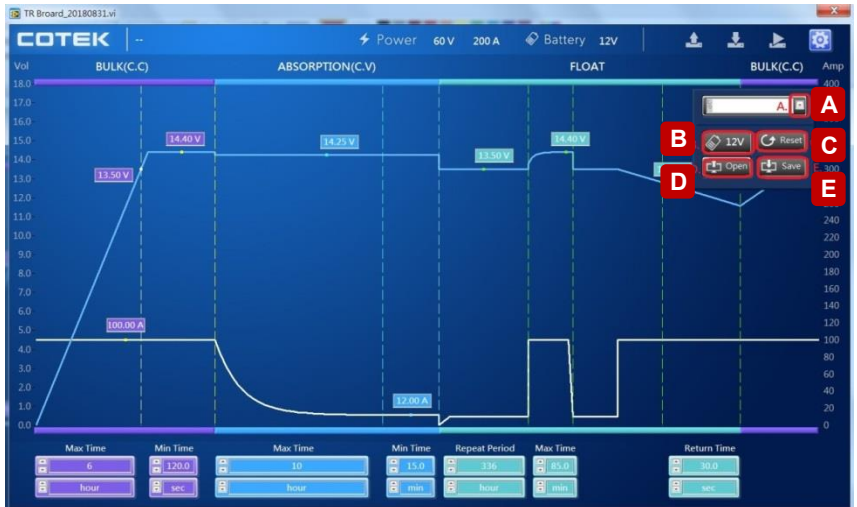 TR Broard_20180831.vi
COTEK -- Power 60 V 200 A Battery 12V
Vol BULK(C.C) ABSORPTION(C.V) FLOAT BULK(C.C) Amp
18.0 400
17.0
A. A
16.0
15.0 14.40 V 14.25 V 14.40 V B 12V Reset C
14.0 13.50 V
13.0 13.50 V D Open Save E 300
12.0
11.0 240
10.0 220
9.0 200
8.0 180
7.0 160
6.0 140
5.0 100.00 A 120
4.0 100
3.0 80
60
2.0 40
1.0 12.00 A 20
0.0 0
Max Time Min Time Max Time Min Time Repeat Period Max Time Return Time
6 120.0 10 15.0 336 85.0 30.0
hour sec hour min hour min sec